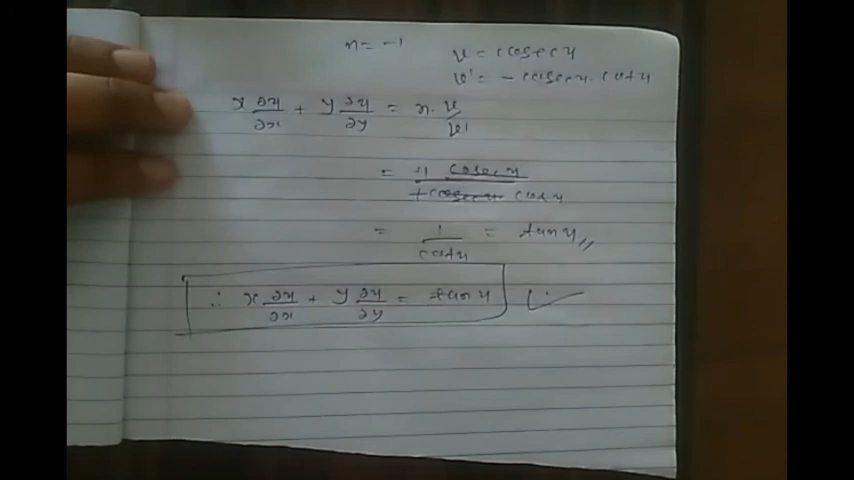 n = -1
v = cosec u
v' = - cosec u . cot u
x ∂u/∂x + y ∂u/∂y = n . v/v'
= -1 cosec u / + cosec u cot u
= 1/cot u = tan u //
∴ x ∂u/∂x + y ∂u/∂y = tan u